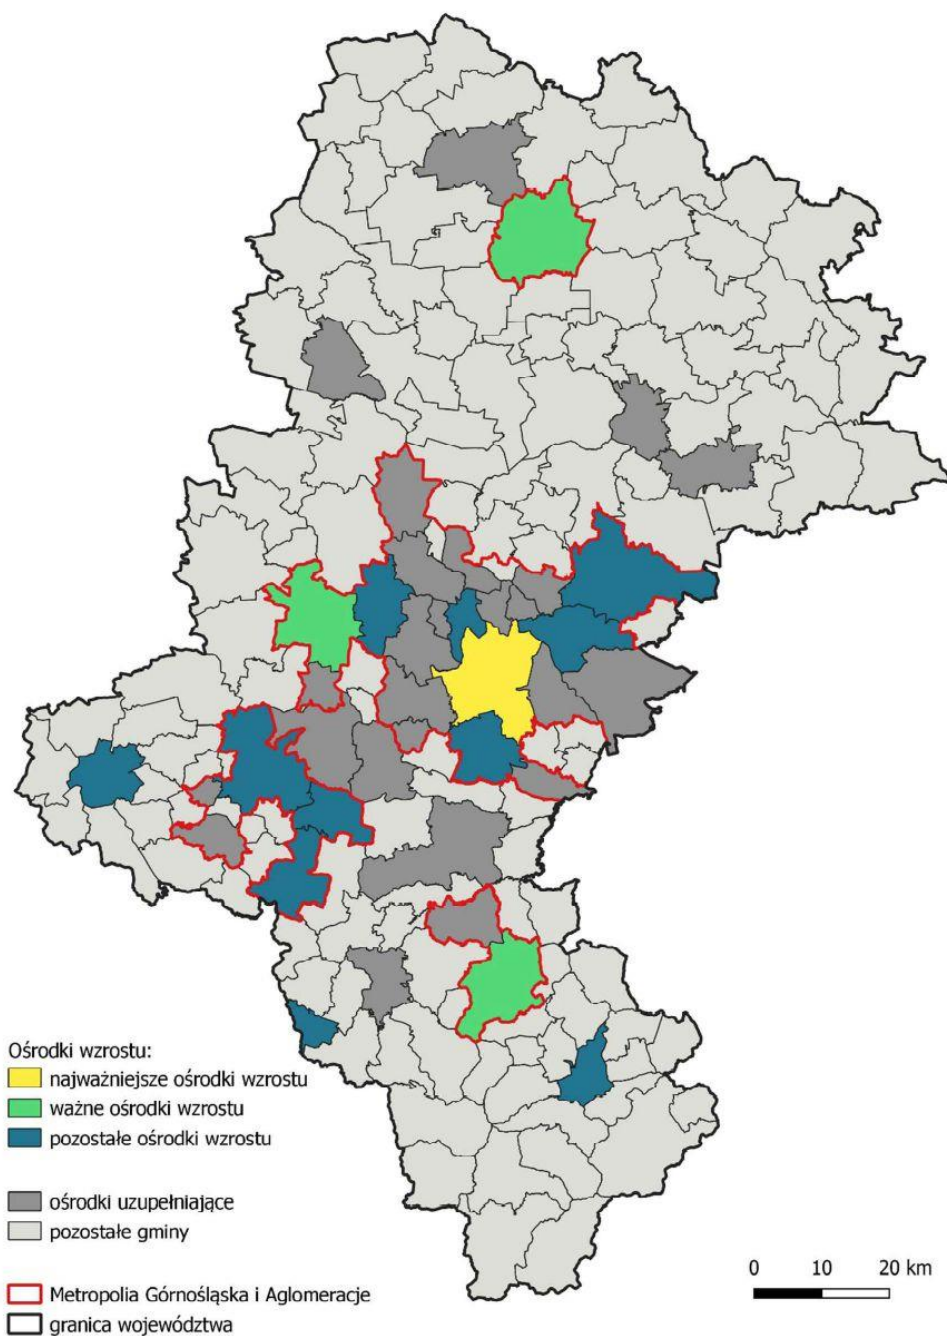 Ośrodki wzrostu:
najważniejsze ośrodki wzrostu
ważne ośrodki wzrostu
pozostałe ośrodki wzrostu
ośrodki uzupełniające
pozostałe gminy
Metropolia Górnośląska i Aglomeracje
granica województwa
0 10 20 km